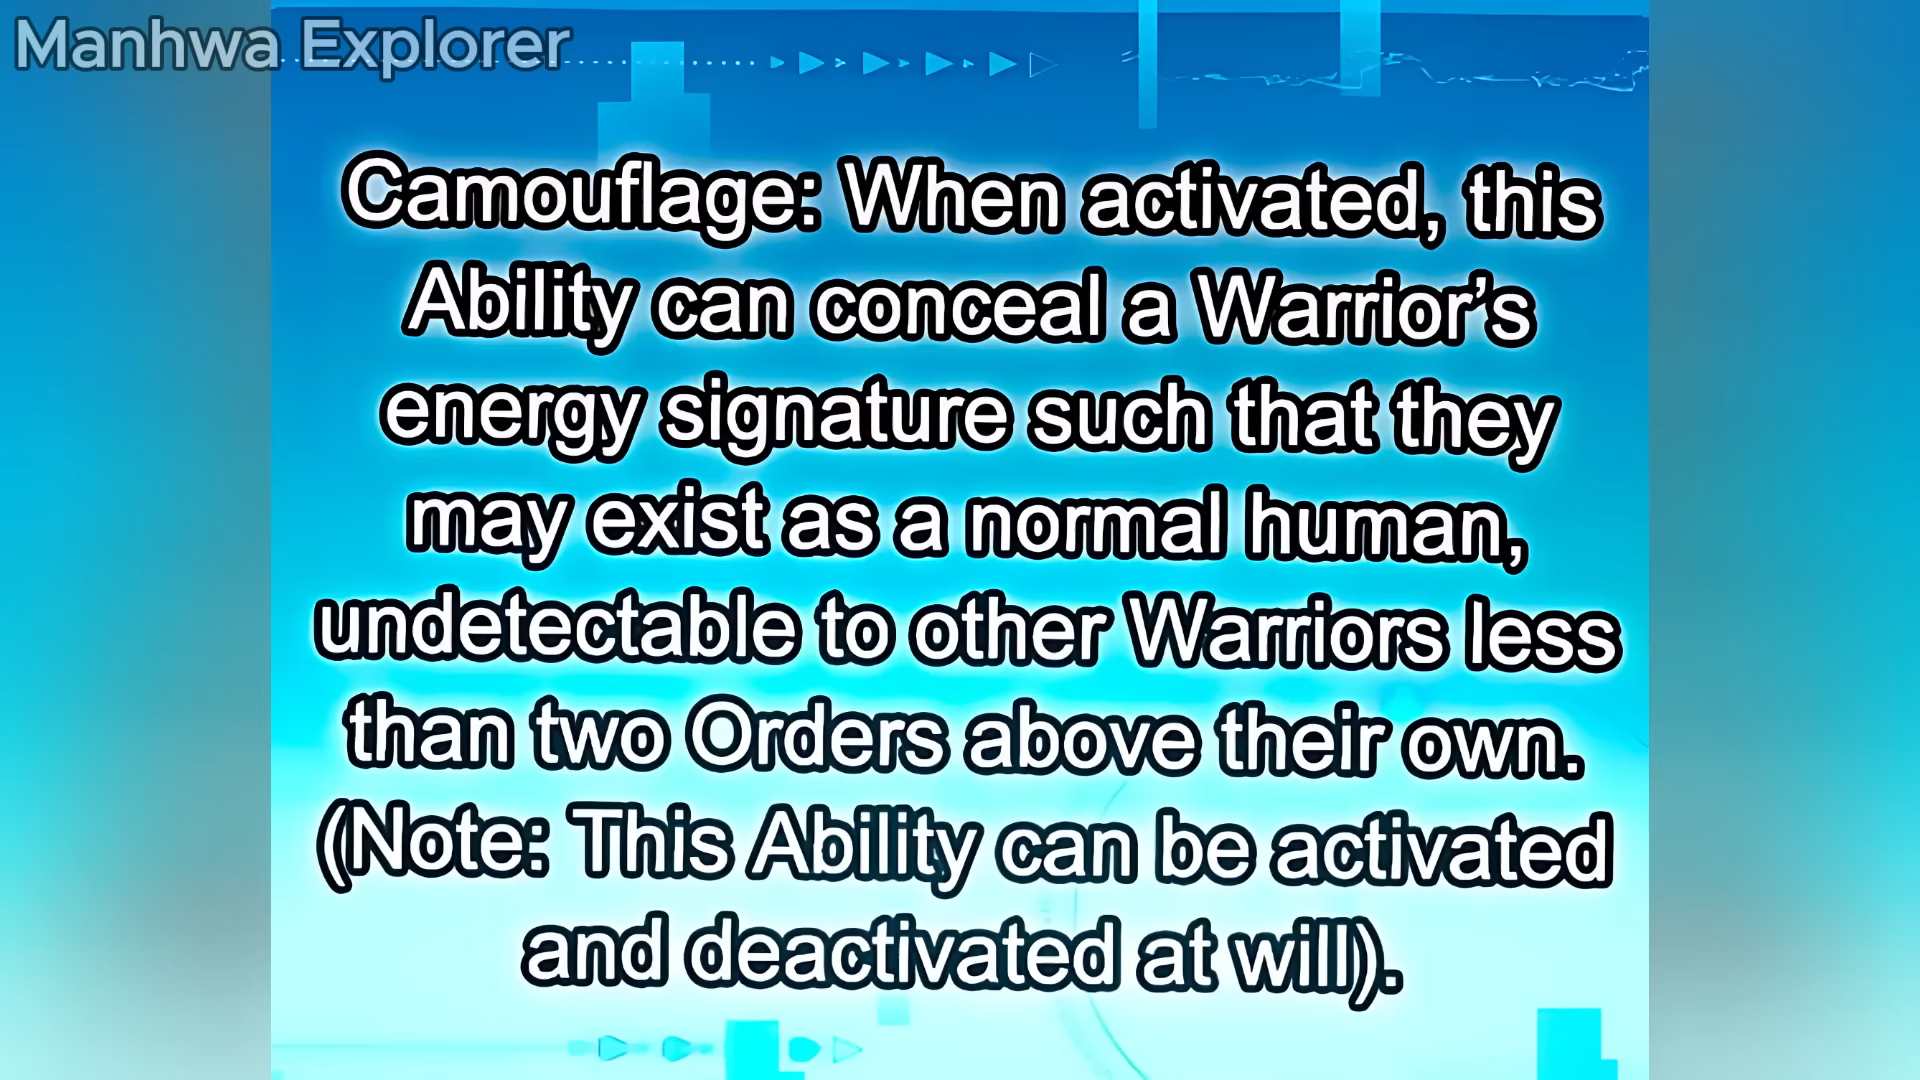 Manhwa Explorer
Camouflage: When activated, this
Ability can conceal a Warrior’s
energy signature such that they
may exist as a normal human,
undetectable to other Warriors less
than two Orders above their own.
(Note: This Ability can be activated
and deactivated at will).